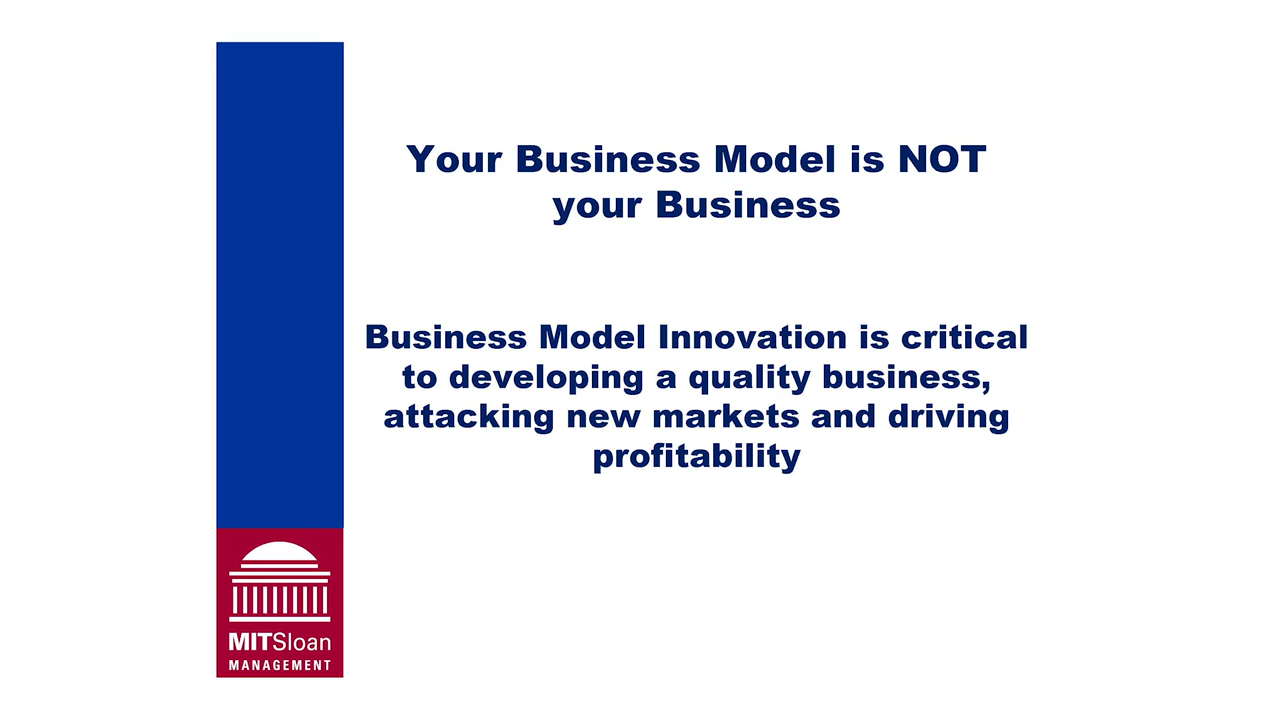 Your Business Model is NOT
your Business
Business Model Innovation is critical
to developing a quality business,
attacking new markets and driving
profitability
MITSloan
MANAGEMENT